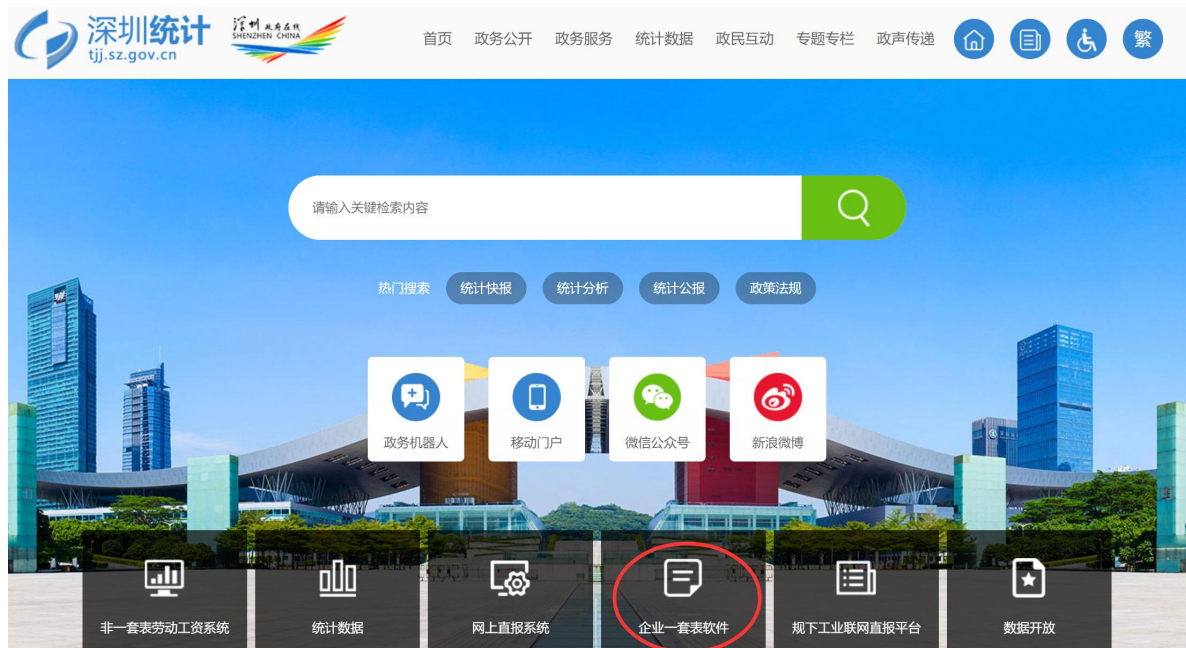 深圳统计
tjj.sz.gov.cn
深圳政府在线
SHENZHEN CHINA
首页 政务公开 政务服务 统计数据 政民互动 专题专栏 政声传递 繁
请输入关键检索内容
热门搜索 统计快报 统计分析 统计公报 政策法规
政务机器人 移动门户 微信公众号 新浪微博
非一套表劳动工资系统 统计数据 网上直报系统 企业一套表软件 规下工业联网直报平台 数据开放